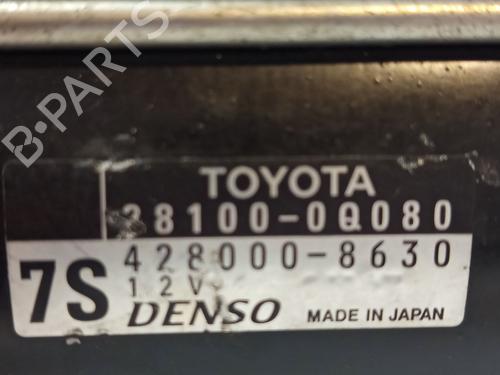 B-PARTS
TOYOTA
28100-0Q080
7S
428000-8630
12V
DENSO
MADE IN JAPAN